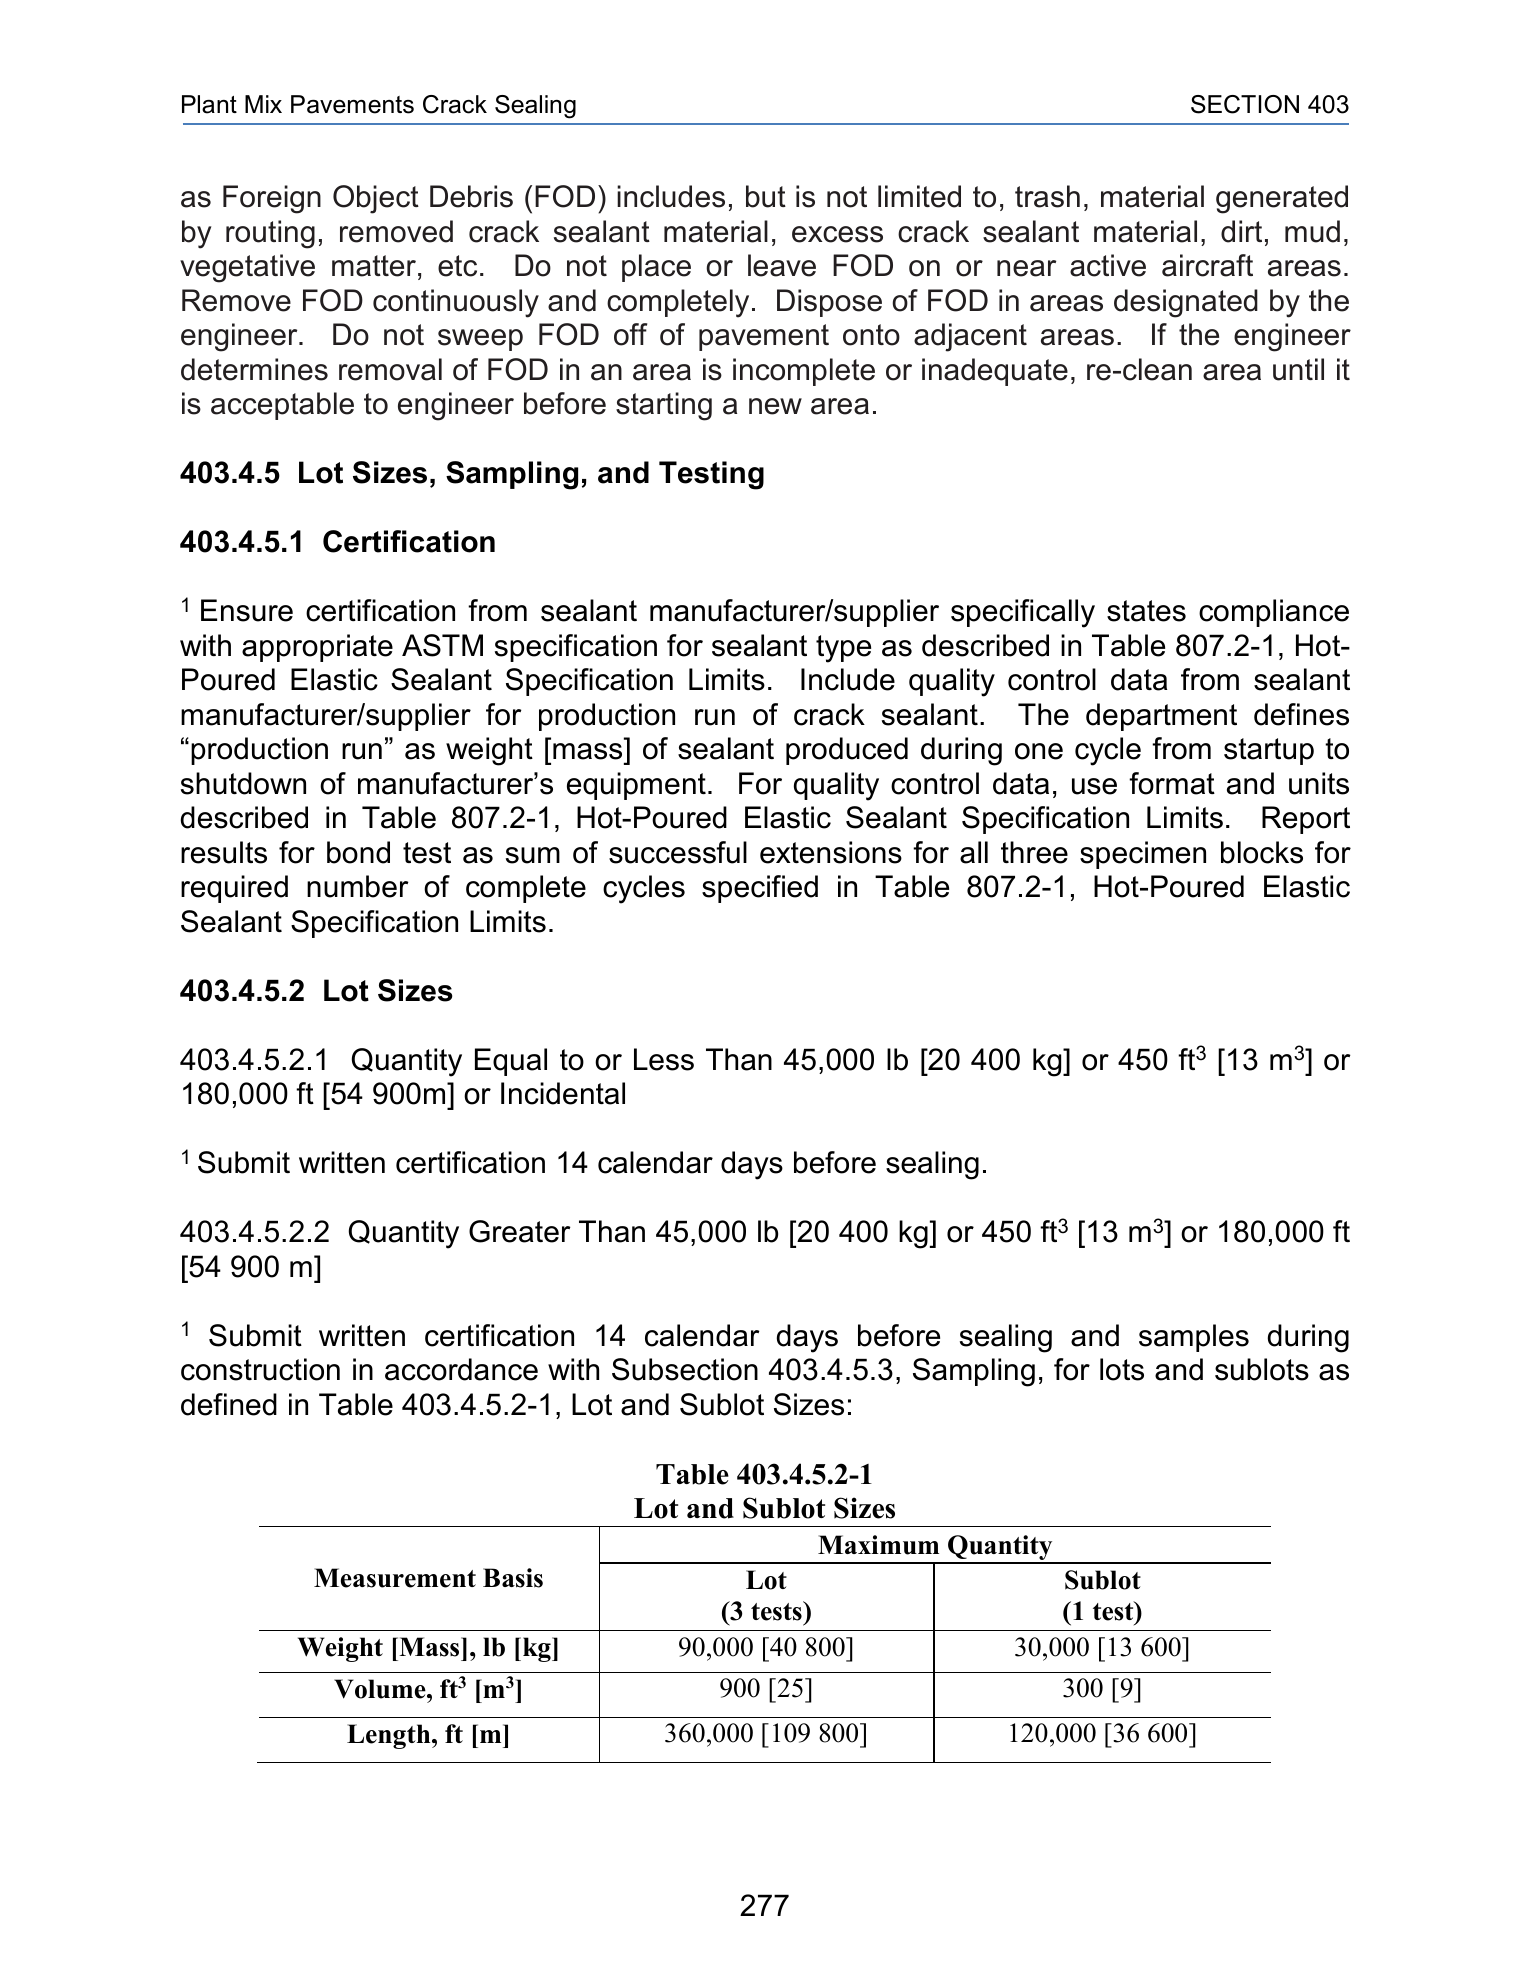 Plant Mix Pavements Crack Sealing SECTION 403
as Foreign Object Debris (FOD) includes, but is not limited to, trash, material generated
by routing, removed crack sealant material, excess crack sealant material, dirt, mud,
vegetative matter, etc. Do not place or leave FOD on or near active aircraft areas.
Remove FOD continuously and completely. Dispose of FOD in areas designated by the
engineer. Do not sweep FOD off of pavement onto adjacent areas. If the engineer
determines removal of FOD in an area is incomplete or inadequate, re-clean area until it
is acceptable to engineer before starting a new area.
403.4.5 Lot Sizes, Sampling, and Testing
403.4.5.1 Certification
¹ Ensure certification from sealant manufacturer/supplier specifically states compliance
with appropriate ASTM specification for sealant type as described in Table 807.2-1, Hot-
Poured Elastic Sealant Specification Limits. Include quality control data from sealant
manufacturer/supplier for production run of crack sealant. The department defines
“production run” as weight [mass] of sealant produced during one cycle from startup to
shutdown of manufacturer’s equipment. For quality control data, use format and units
described in Table 807.2-1, Hot-Poured Elastic Sealant Specification Limits. Report
results for bond test as sum of successful extensions for all three specimen blocks for
required number of complete cycles specified in Table 807.2-1, Hot-Poured Elastic
Sealant Specification Limits.
403.4.5.2 Lot Sizes
403.4.5.2.1 Quantity Equal to or Less Than 45,000 lb [20 400 kg] or 450 ft³ [13 m³] or
180,000 ft [54 900m] or Incidental
¹ Submit written certification 14 calendar days before sealing.
403.4.5.2.2 Quantity Greater Than 45,000 lb [20 400 kg] or 450 ft³ [13 m³] or 180,000 ft
[54 900 m]
¹ Submit written certification 14 calendar days before sealing and samples during
construction in accordance with Subsection 403.4.5.3, Sampling, for lots and sublots as
defined in Table 403.4.5.2-1, Lot and Sublot Sizes:
Table 403.4.5.2-1
Lot and Sublot Sizes
Measurement Basis Maximum Quantity
Lot Sublot
(3 tests) (1 test)
Weight [Mass], lb [kg] 90,000 [40 800] 30,000 [13 600]
Volume, ft³ [m³] 900 [25] 300 [9]
Length, ft [m] 360,000 [109 800] 120,000 [36 600]
277